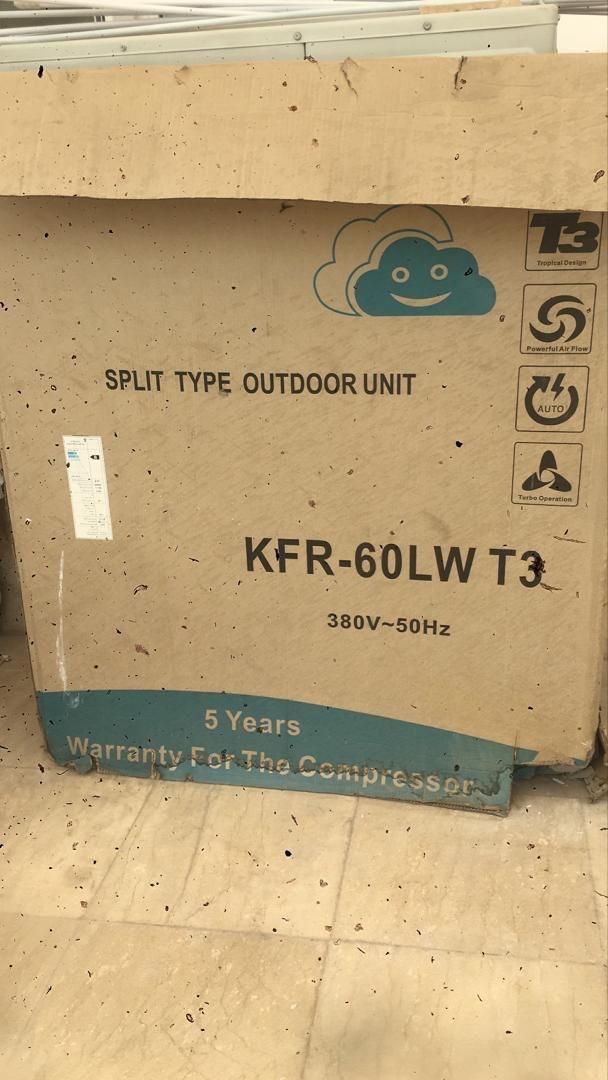 T3
Tropical Design
Powerful Air Flow
SPLIT TYPE OUTDOOR UNIT
AUTO
Turbo Operation
KFR-60LW T3
380V~50Hz
5 Years
Warranty For The Compressor